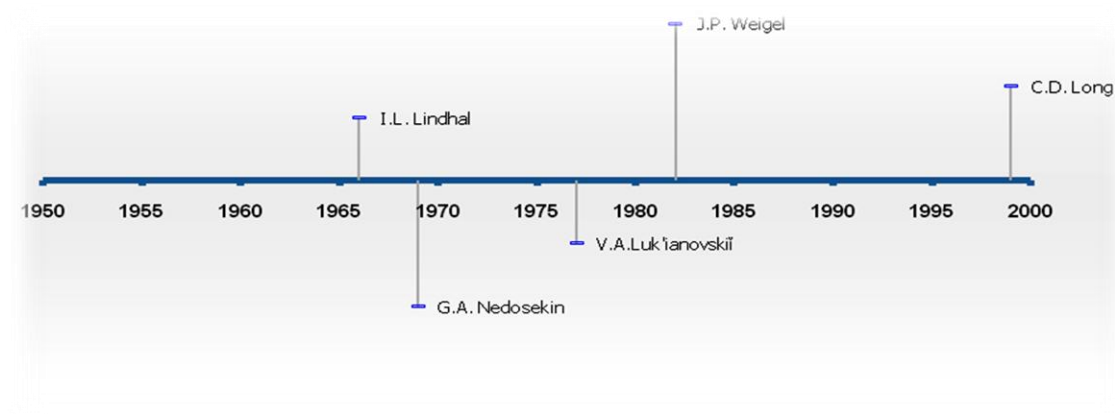 J.P. Weigel
C.D. Long
I.L. Lindhal
1950 1955 1960 1965 1970 1975 1980 1985 1990 1995 2000
V.A.Luk'ianovskiĭ
G.A. Nedosekin